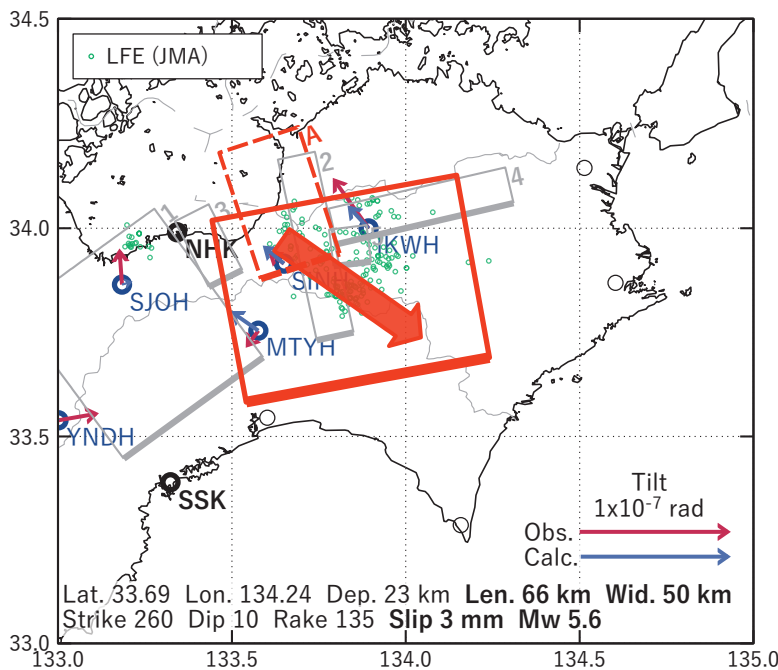 34.5
LFE (JMA)
A
2
4
1
3
34.0
NHK
KWH
SINH
SJOH
MTYH
33.5
YNDH
SSK
Tilt
1x10⁻⁷ rad
Obs.
Calc.
Lat. 33.69 Lon. 134.24 Dep. 23 km Len. 66 km Wid. 50 km
Strike 260 Dip 10 Rake 135 Slip 3 mm Mw 5.6
33.0
133.0 133.5 134.0 134.5 135.0